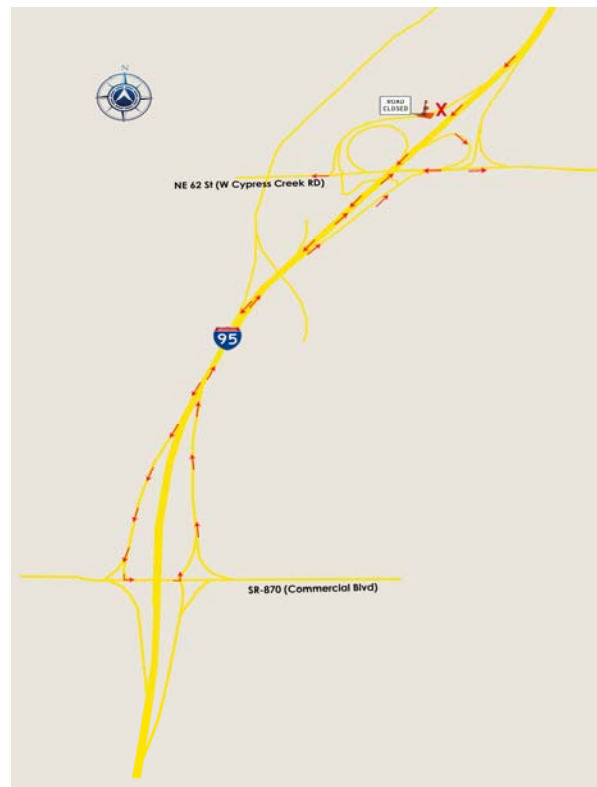 N
ROAD
CLOSED
X
NE 62 St (W Cypress Creek RD)
95
SR-870 (Commercial Blvd)